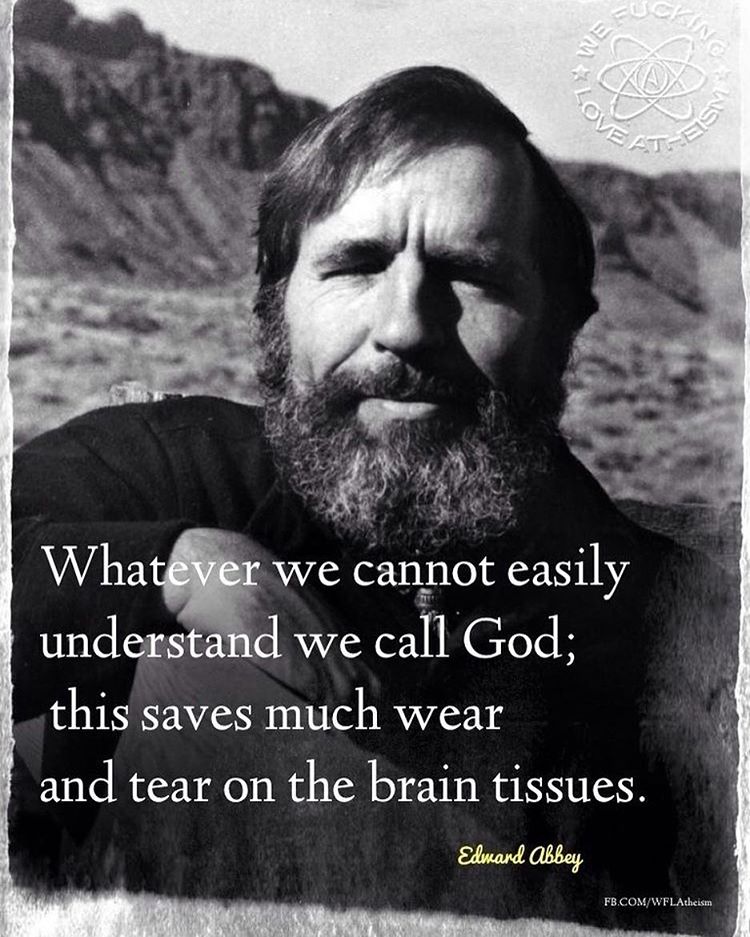 WE FUCKING
LOVE ATHEISM
A
Whatever we cannot easily
understand we call God;
this saves much wear
and tear on the brain tissues.
Edward Abbey
FB.COM/WFLAtheism